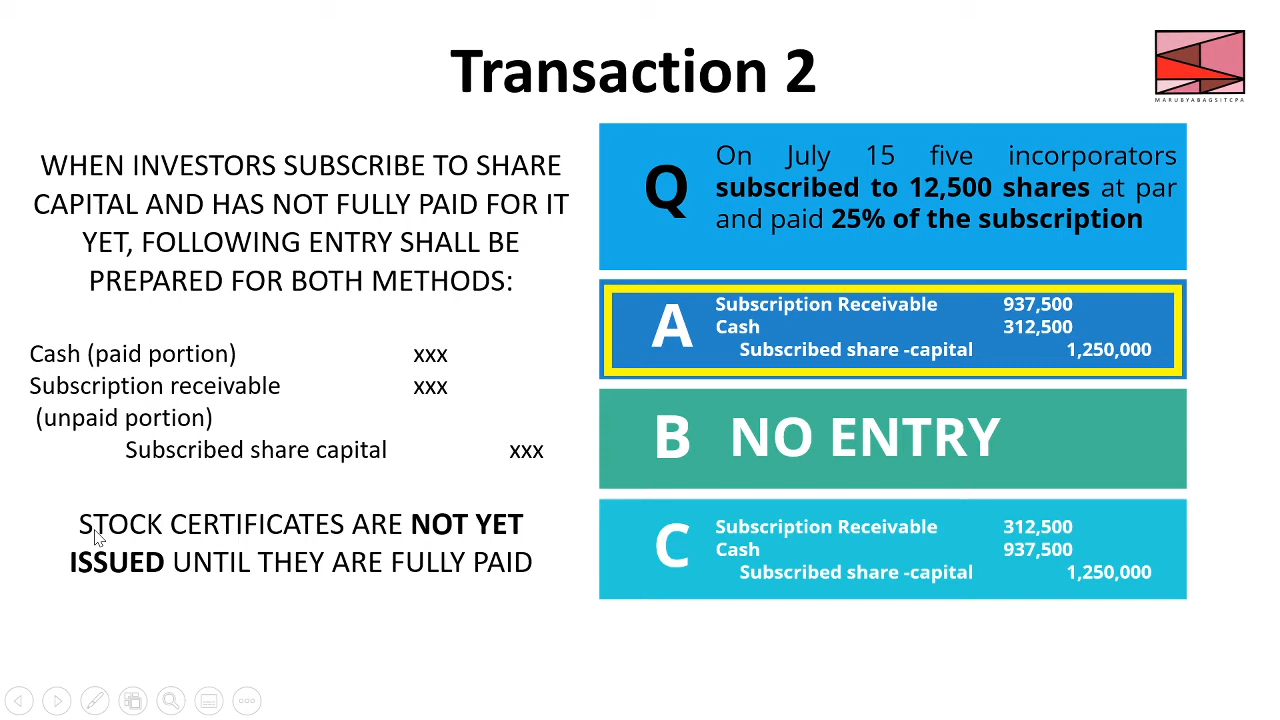 Transaction 2
MARUBYABAGSITCPA
WHEN INVESTORS SUBSCRIBE TO SHARE
CAPITAL AND HAS NOT FULLY PAID FOR IT
YET, FOLLOWING ENTRY SHALL BE
PREPARED FOR BOTH METHODS:
Cash (paid portion) xxx
Subscription receivable xxx
(unpaid portion)
Subscribed share capital xxx
STOCK CERTIFICATES ARE NOT YET
ISSUED UNTIL THEY ARE FULLY PAID
Q
On July 15 five incorporators
subscribed to 12,500 shares at par
and paid 25% of the subscription
A
Subscription Receivable 937,500
Cash 312,500
Subscribed share -capital 1,250,000
B NO ENTRY
C
Subscription Receivable 312,500
Cash 937,500
Subscribed share -capital 1,250,000